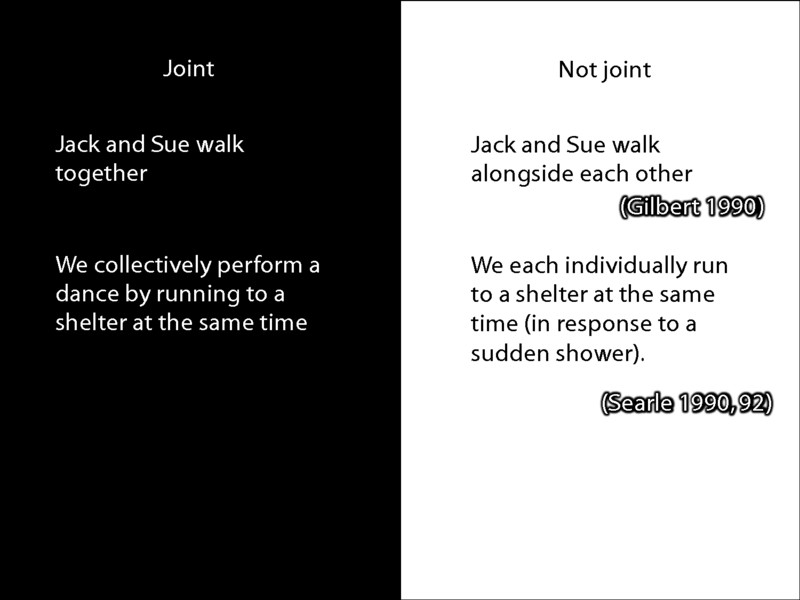 Joint
Jack and Sue walk
together
We collectively perform a
dance by running to a
shelter at the same time
Not joint
Jack and Sue walk
alongside each other
(Gilbert 1990)
We each individually run
to a shelter at the same
time (in response to a
sudden shower).
(Searle 1990, 92)